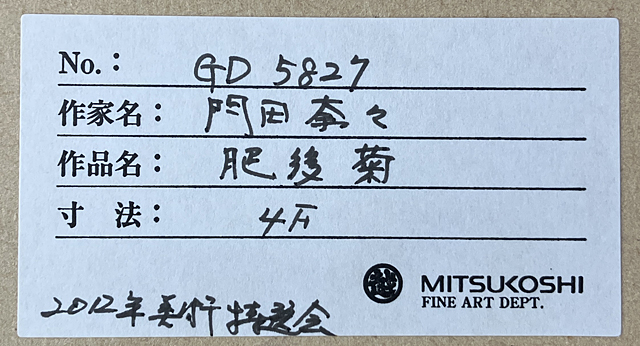 No.: GD 5827
作家名: 門田奈々
作品名: 肥後菊
寸 法: 4F
越 MITSUKOSHI
FINE ART DEPT.
2012年 美術特選会